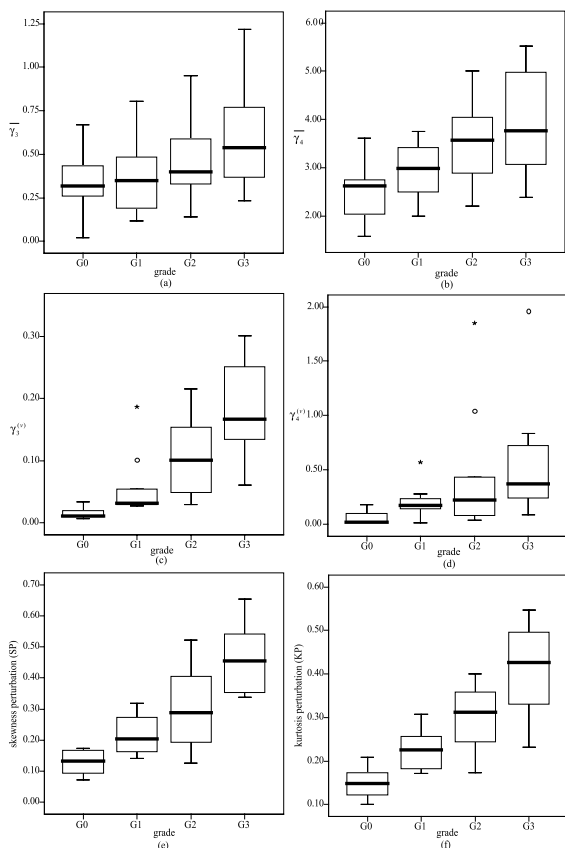 1.25
1.00
0.75
0.50
0.25
0.00
γ3
G0 G1 G2 G3
grade
(a)
6.00
5.00
4.00
3.00
2.00
γ4
G0 G1 G2 G3
grade
(b)
0.30
0.20
0.10
0.00
γ3(v)
*
G0 G1 G2 G3
grade
(c)
2.00
1.50
1.00
0.50
0.00
γ4(v)
*
*
G0 G1 G2 G3
grade
(d)
0.70
0.60
0.50
0.40
0.30
0.20
0.10
0.00
skewness perturbation (SP)
G0 G1 G2 G3
grade
(e)
0.60
0.50
0.40
0.30
0.20
0.10
kurtosis perturbation (KP)
G0 G1 G2 G3
grade
(f)